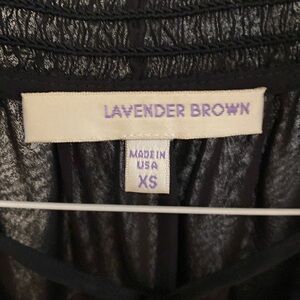 LAVENDER BROWN
MADE IN
USA
XS